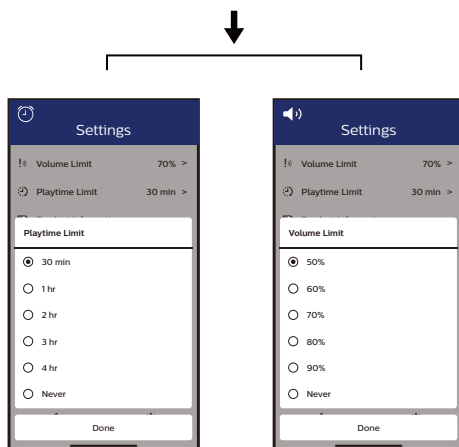 Settings
Volume Limit 70% >
Playtime Limit 30 min >
Playtime Limit
30 min
1 hr
2 hr
3 hr
4 hr
Never
Done
Settings
Volume Limit 70% >
Playtime Limit 30 min >
Volume Limit
50%
60%
70%
80%
90%
Never
Done